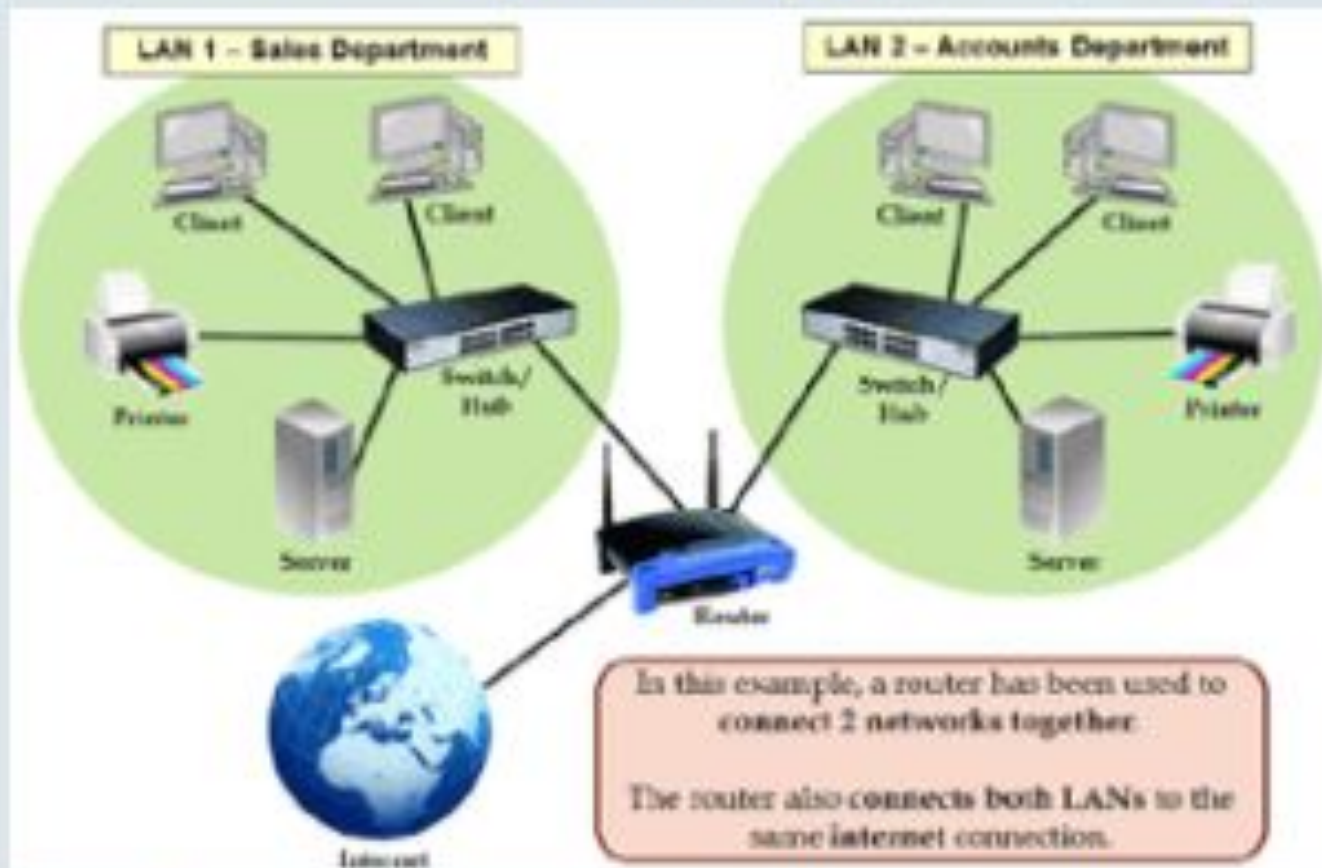 LAN 1 - Sales Department
LAN 2 - Accounts Department
Client
Client
Client
Client
Printer
Switch/
Hub
Switch/
Hub
Printer
Server
Server
Router
Internet
In this example, a router has been used to
connect 2 networks together.
The router also connects both LANs to the
same internet connection.